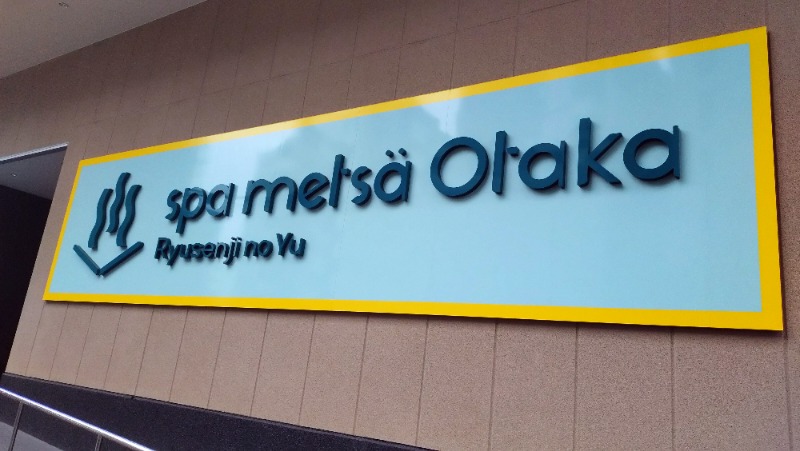 spa metsä Otaka
Ryusenji no Yu